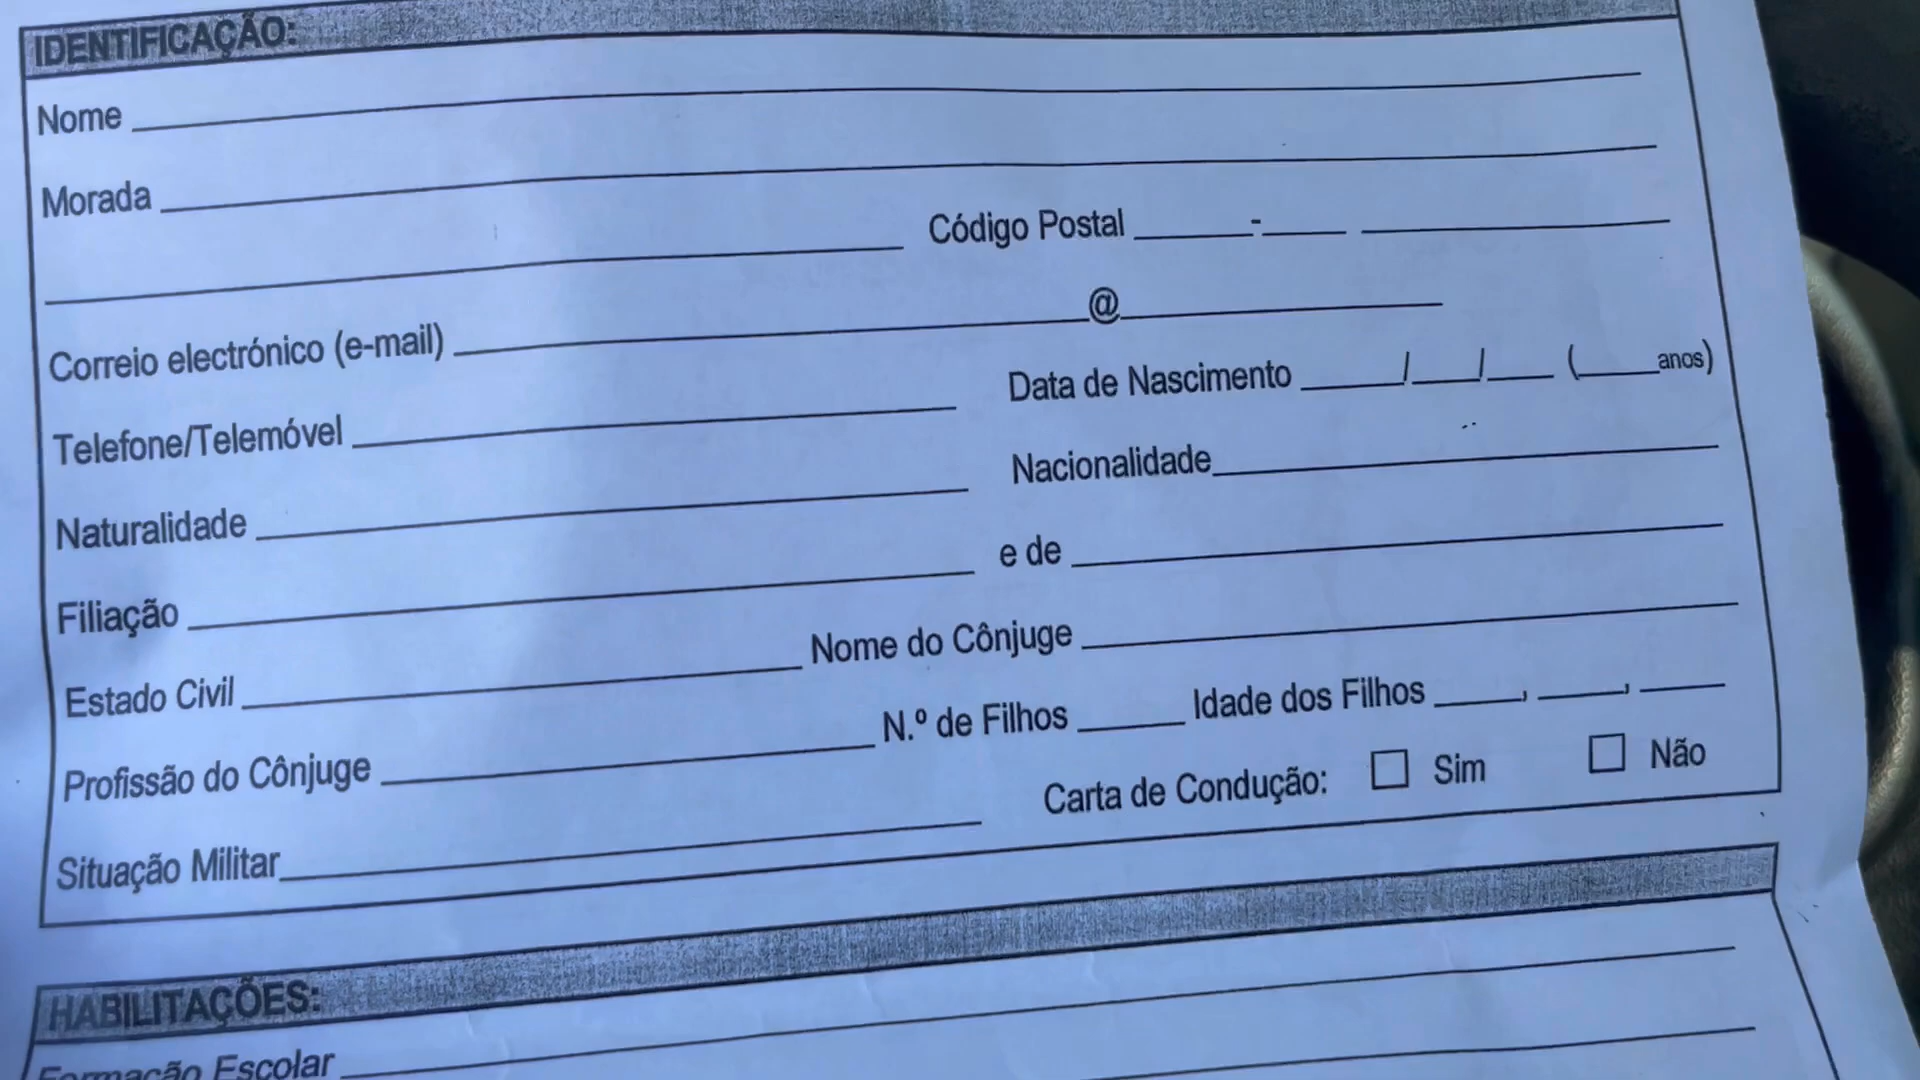 IDENTIFICAÇÃO:
Nome
Morada
Código Postal - 
Correio electrónico (e-mail) @
Telefone/Telemóvel Data de Nascimento / / ( anos)
Naturalidade Nacionalidade
Filiação e de
Estado Civil Nome do Cônjuge
Profissão do Cônjuge N.º de Filhos Idade dos Filhos , ,
Situação Militar Carta de Condução: Sim Não
HABILITAÇÕES:
Formação Escolar